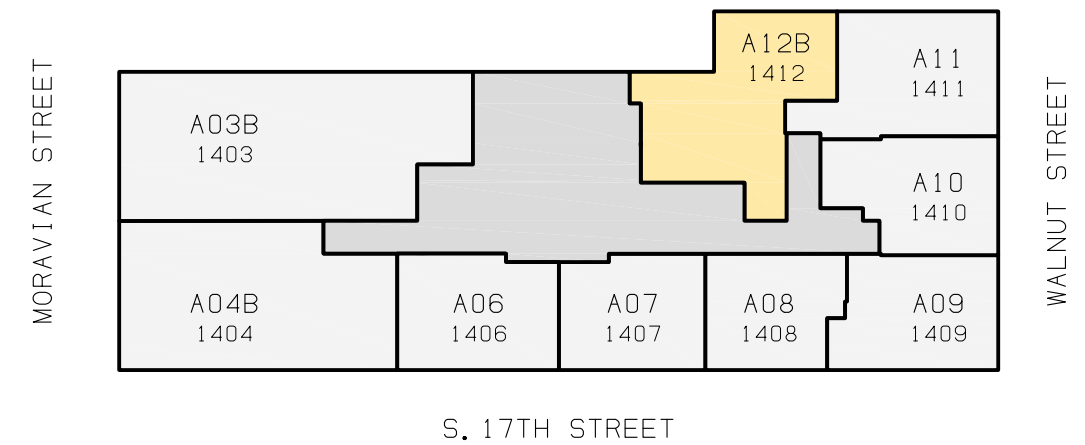 A12B
1412
A11
1411
MORAVIAN STREET
A03B
1403
WALNUT STREET
A10
1410
A04B
1404
A06
1406
A07
1407
A08
1408
A09
1409
S. 17TH STREET